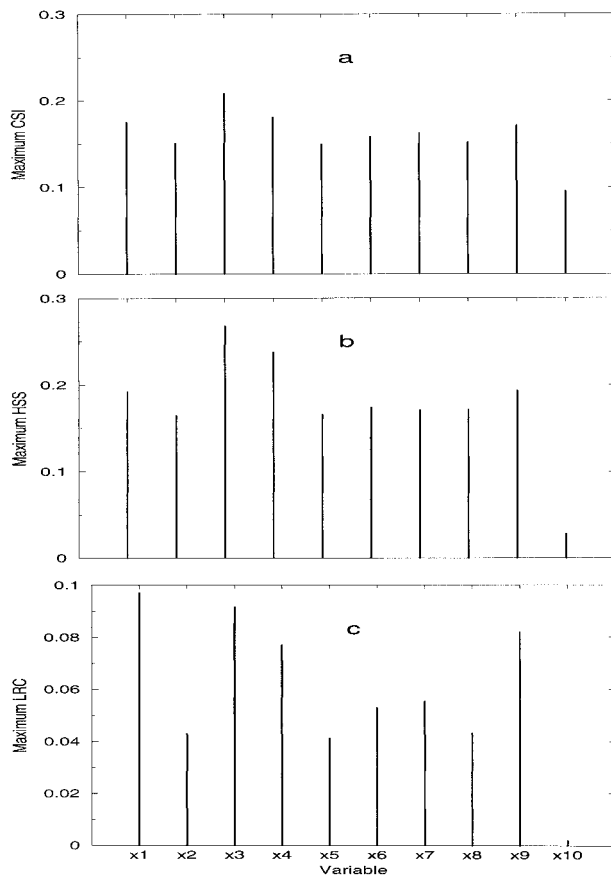 0.3
a
0.2
Maximum CSI
0.1
0
0.3
b
0.2
Maximum HSS
0.1
0
0.1
c
0.08
0.06
Maximum LRC
0.04
0.02
0
x1 x2 x3 x4 x5 x6 x7 x8 x9 x10
Variable